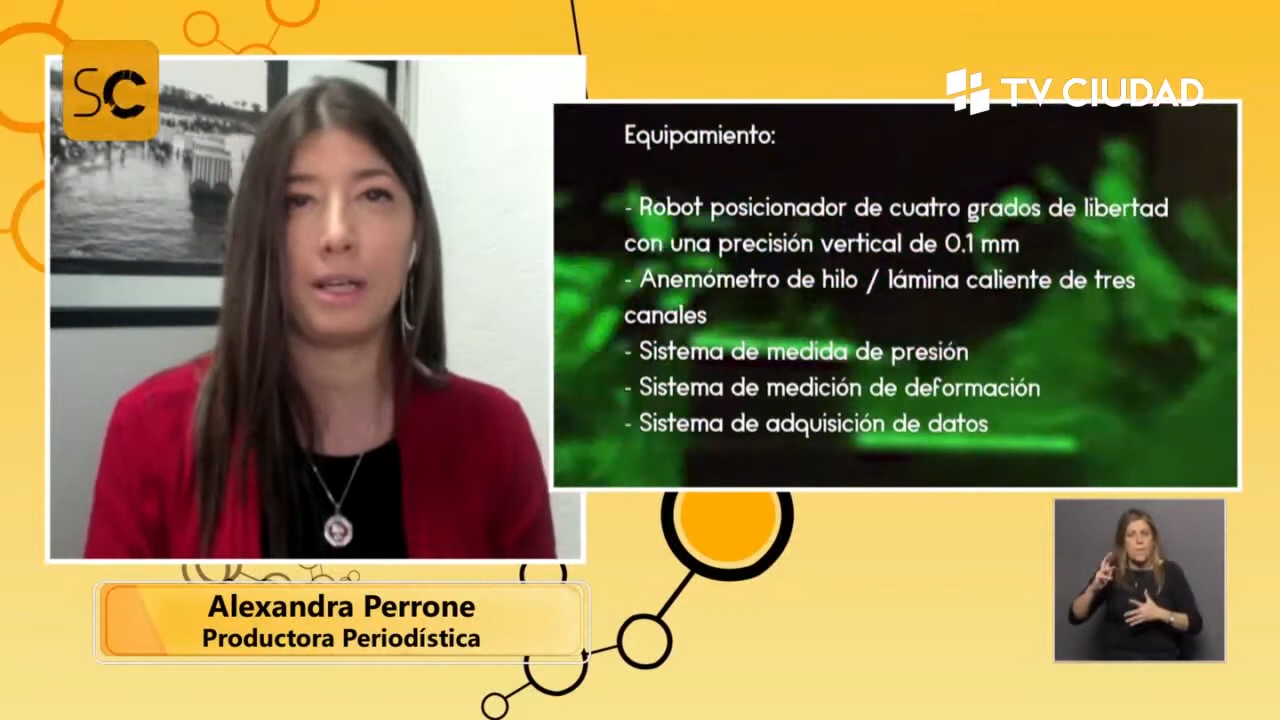 SC
TV CIUDAD
Equipamiento:
- Robot posicionador de cuatro grados de libertad
con una precisión vertical de 0.1 mm
- Anemómetro de hilo / lámina caliente de tres
canales
- Sistema de medida de presión
- Sistema de medición de deformación
- Sistema de adquisición de datos
Alexandra Perrone
Productora Periodística